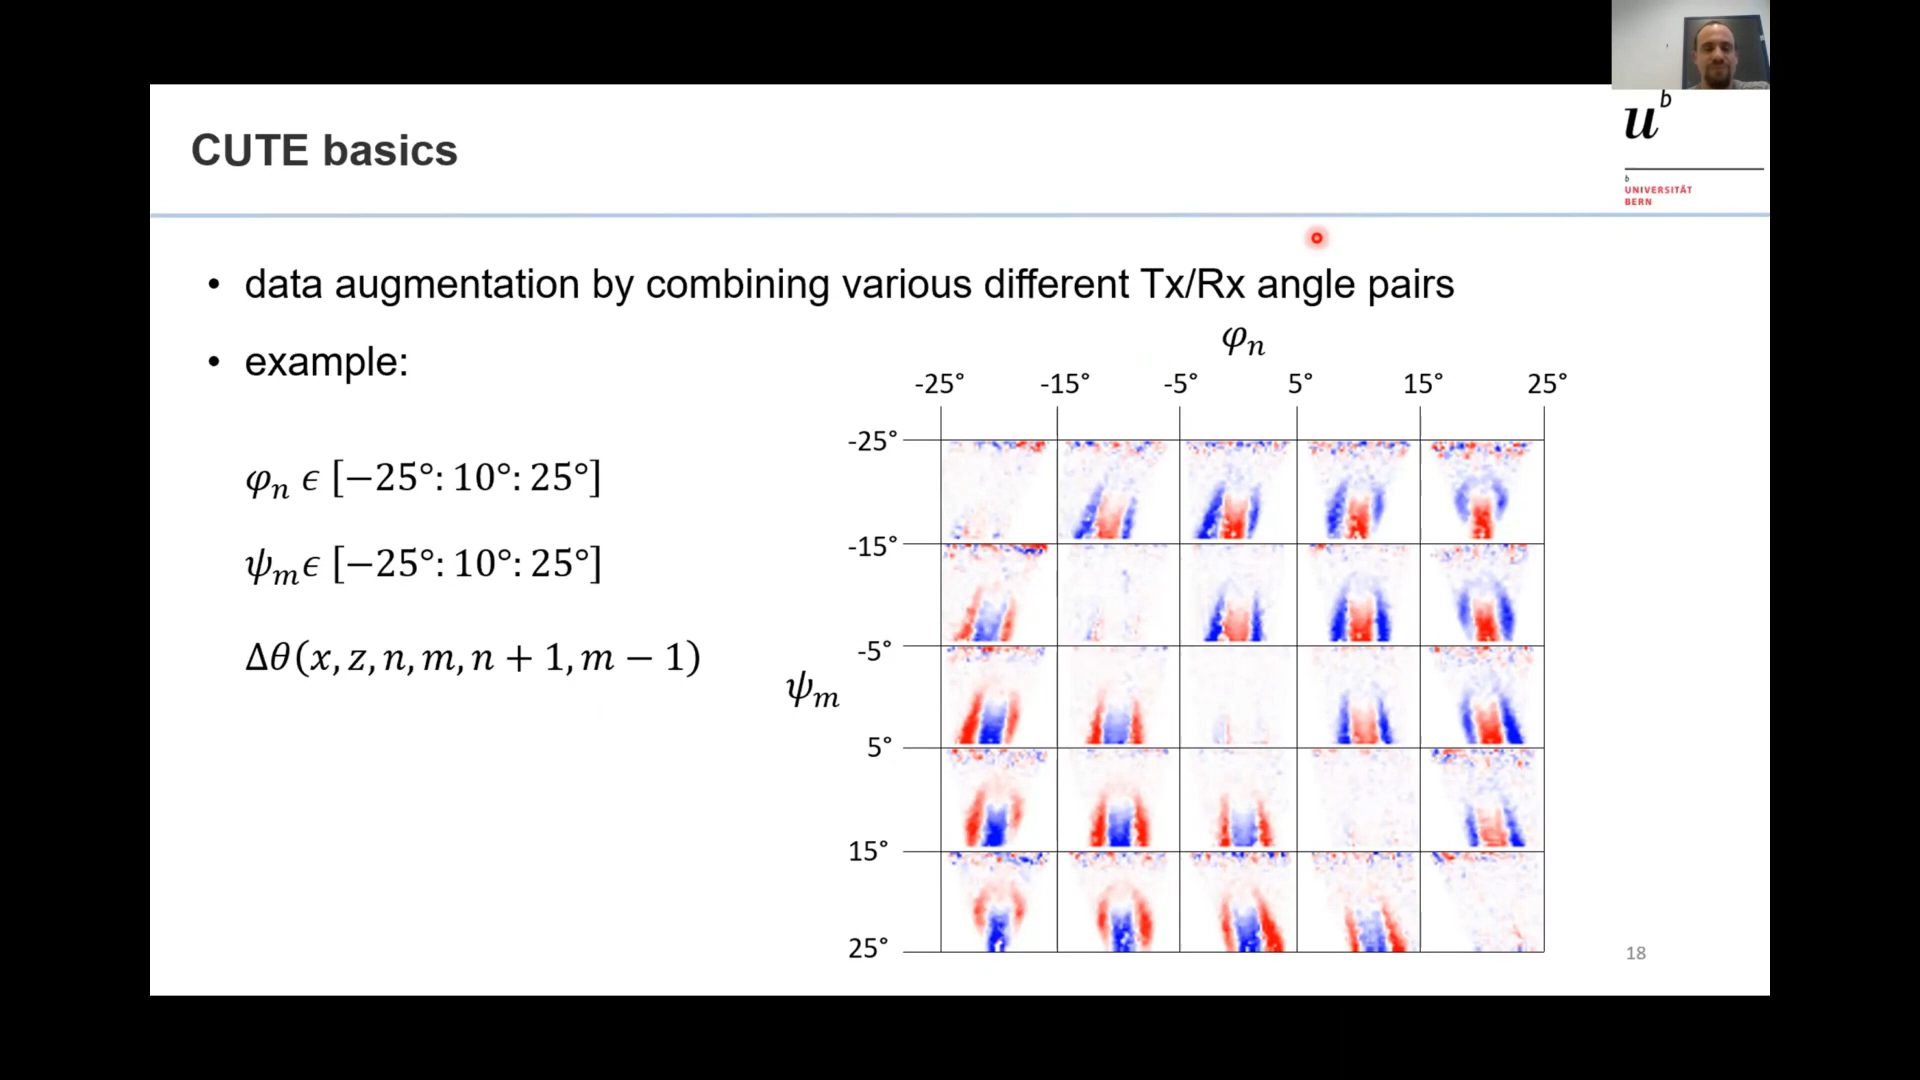 u^b
CUTE basics
b
UNIVERSITÄT
BERN
• data augmentation by combining various different Tx/Rx angle pairs
• example:
φₙ
-25° -15° -5° 5° 15° 25°
-25°
φₙ ϵ [−25°: 10°: 25°]
-15°
ψₘϵ [−25°: 10°: 25°]
-5°
Δθ(x, z, n, m, n + 1, m − 1)
ψₘ
5°
15°
25°
18